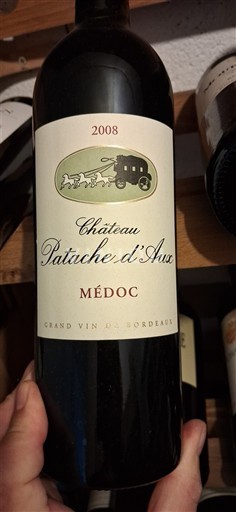 2008
Château
Patache d'Aux
MÉDOC
GRAND VIN DE BORDEAUX